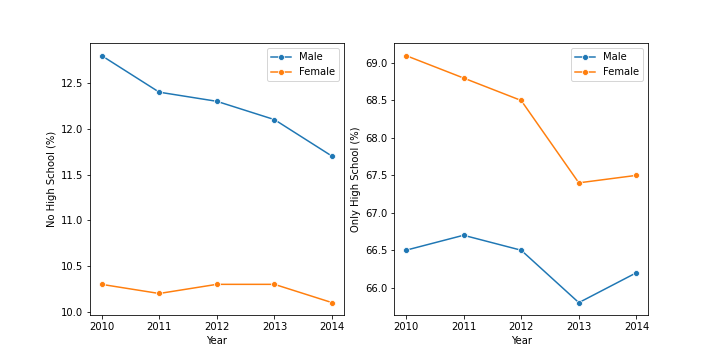 No High School (%)
12.5
12.0
11.5
11.0
10.5
10.0
2010 2011 2012 2013 2014
Year
Male
Female
Only High School (%)
69.0
68.5
68.0
67.5
67.0
66.5
66.0
2010 2011 2012 2013 2014
Year
Male
Female